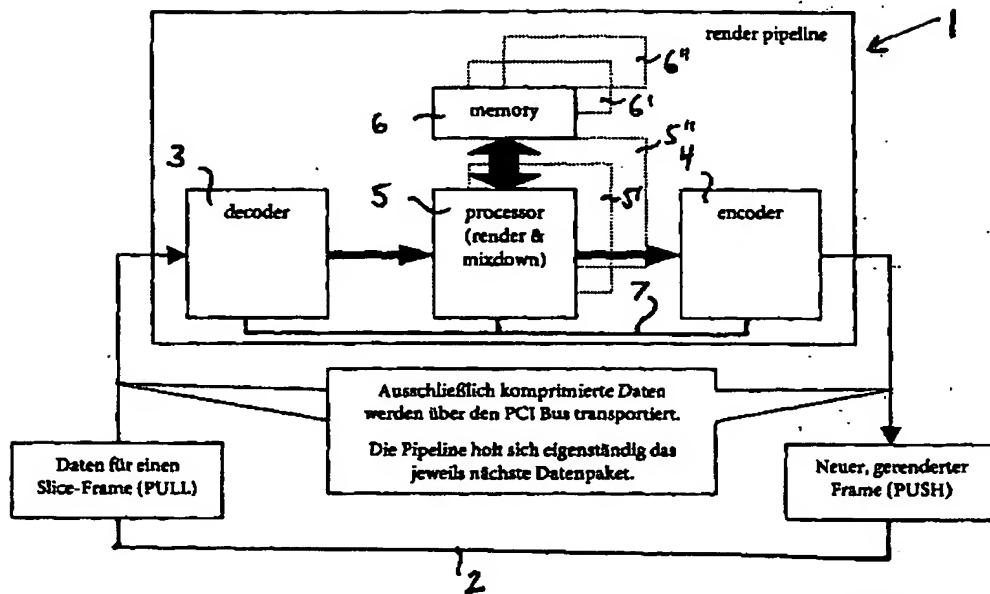 render pipeline
1
6"
6'
memory
6
5"
3
5
4
decoder
processor
(render &
mixdown)
5'
encoder
7
Ausschließlich komprimierte Daten
werden über den PCI Bus transportiert.
Die Pipeline holt sich eigenständig das
jeweils nächste Datenpaket.
Daten für einen
Slice-Frame (PULL)
Neuer, gerenderter
Frame (PUSH)
2